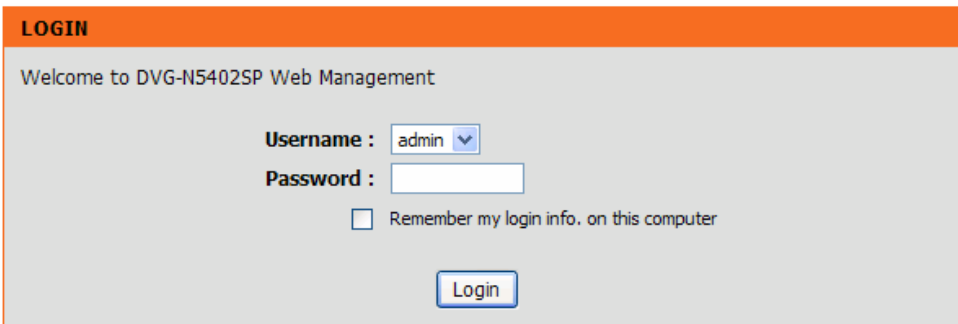 LOGIN
Welcome to DVG-N5402SP Web Management
Username : admin
Password :
Remember my login info. on this computer
Login